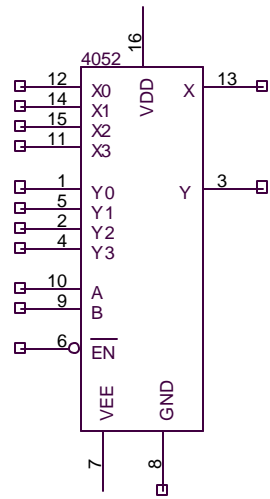 16
4052
12 X0 VDD X 13
14 X1
15 X2
11 X3
1 Y0 Y 3
5 Y1
2 Y2
4 Y3
10 A
9 B
6 EN
VEE GND
7 8